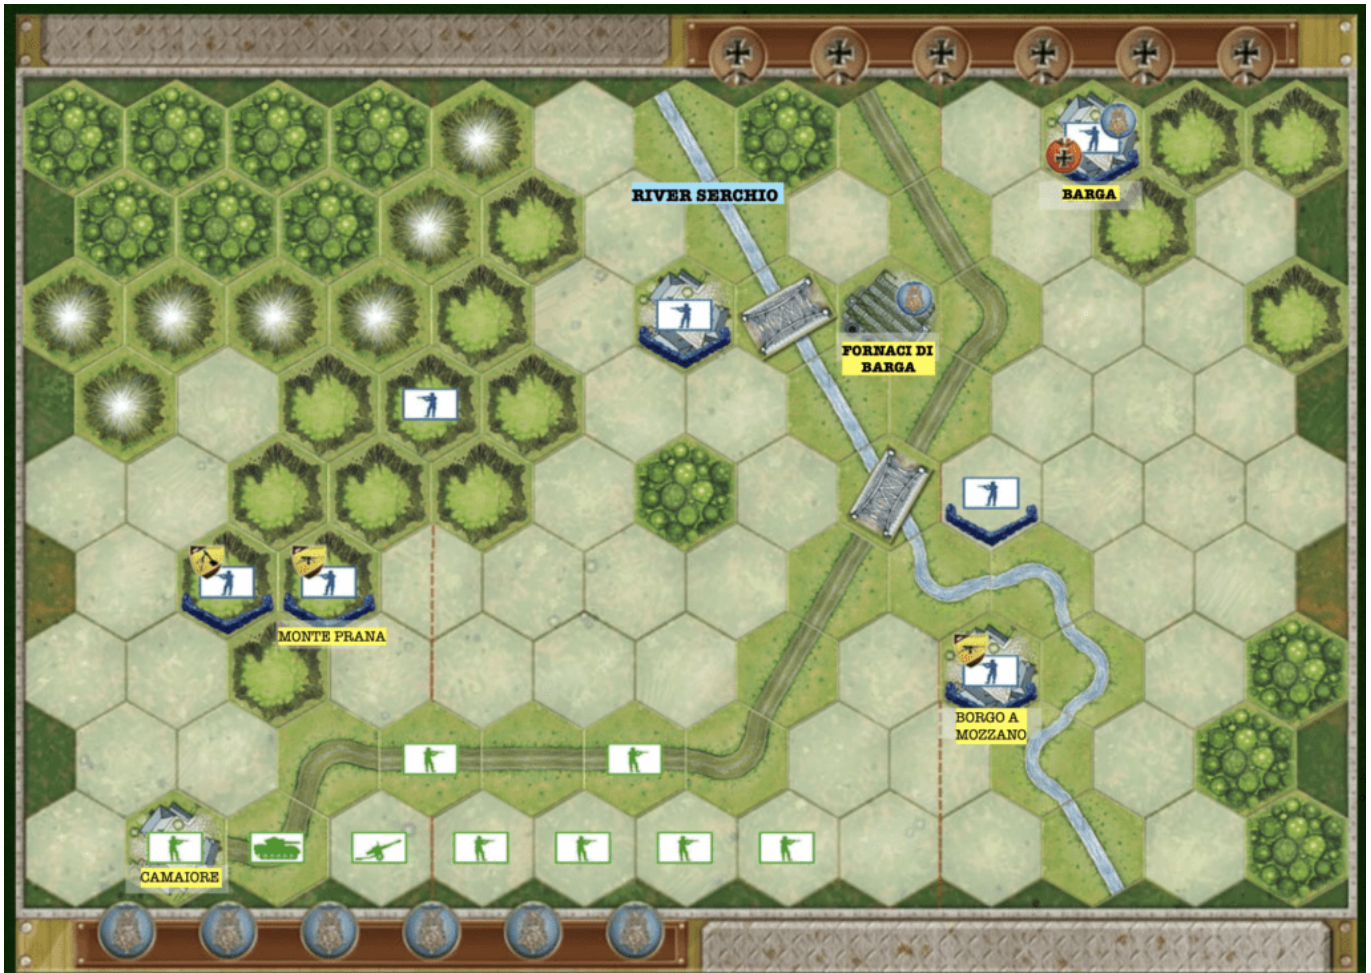 RIVER SERCHIO
BARGA
FORNACI DI
BARGA
MONTE PRANA
BORGO A
MOZZANO
CAMAIORE